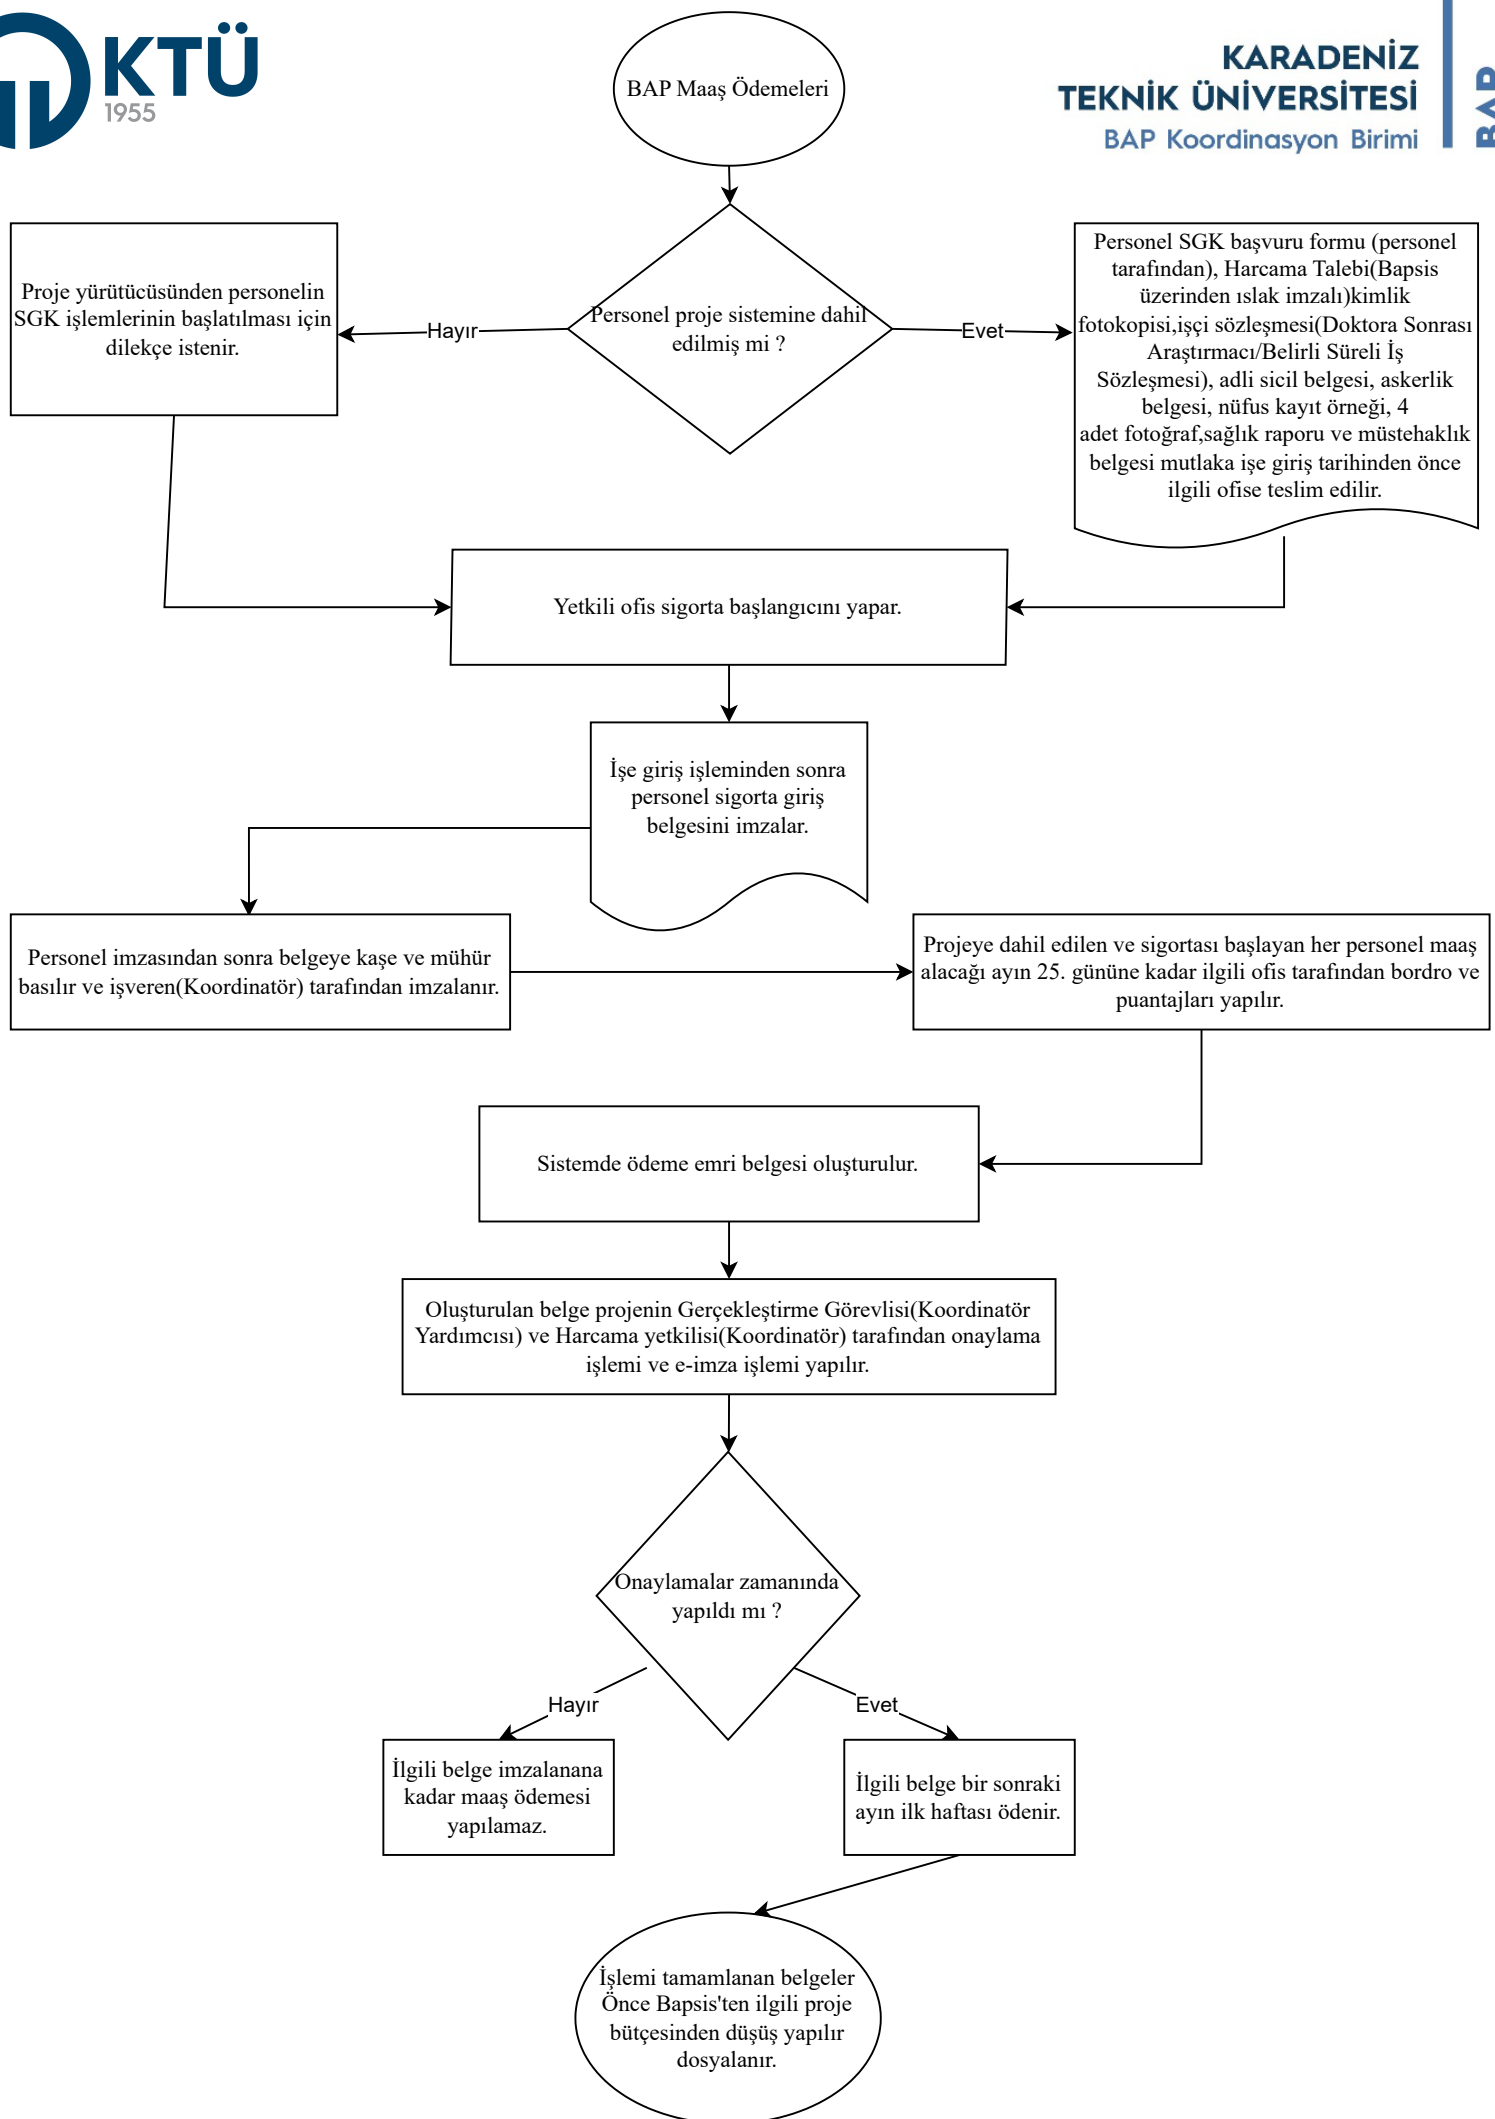 KTÜ
1955
BAP Maaş Ödemeleri
KARADENİZ
TEKNİK ÜNİVERSİTESİ
BAP Koordinasyon Birimi
BAP
Proje yürütücüsünden personelin
SGK işlemlerinin başlatılması için
dilekçe istenir.
Hayır
Personel proje sistemine dahil
edilmiş mi ?
Evet
Personel SGK başvuru formu (personel
tarafından), Harcama Talebi(Bapsis
üzerinden ıslak imzalı)kimlik
fotokopisi,işçi sözleşmesi(Doktora Sonrası
Araştırmacı/Belirli Süreli İş
Sözleşmesi), adli sicil belgesi, askerlik
belgesi, nüfus kayıt örneği, 4
adet fotoğraf,sağlık raporu ve müstehaklık
belgesi mutlaka işe giriş tarihinden önce
ilgili ofise teslim edilir.
Yetkili ofis sigorta başlangıcını yapar.
İşe giriş işleminden sonra
personel sigorta giriş
belgesini imzalar.
Personel imzasından sonra belgeye kaşe ve mühür
basılır ve işveren(Koordinatör) tarafından imzalanır.
Projeye dahil edilen ve sigortası başlayan her personel maaş
alacağı ayın 25. gününe kadar ilgili ofis tarafından bordro ve
puantajları yapılır.
Sistemde ödeme emri belgesi oluşturulur.
Oluşturulan belge projenin Gerçekleştirme Görevlisi(Koordinatör
Yardımcısı) ve Harcama yetkilisi(Koordinatör) tarafından onaylama
işlemi ve e-imza işlemi yapılır.
Onaylamalar zamanında
yapıldı mı ?
Hayır
Evet
İlgili belge imzalanana
kadar maaş ödemesi
yapılamaz.
İlgili belge bir sonraki
ayın ilk haftası ödenir.
İşlemi tamamlanan belgeler
Önce Bapsis'ten ilgili proje
bütçesinden düşüş yapılır
dosyalanır.